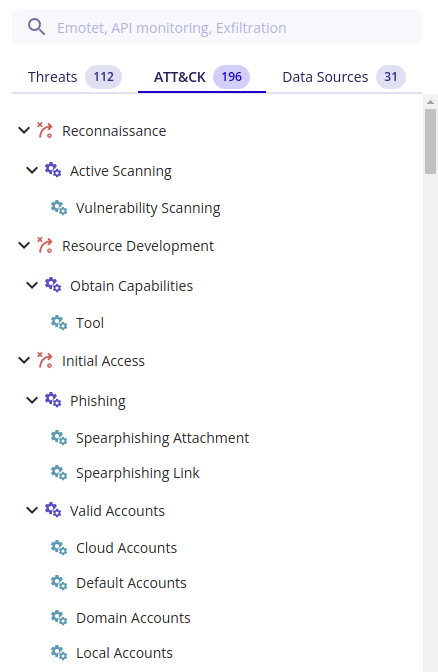 Emotet, API monitoring, Exfiltration
Threats 112 ATT&CK 196 Data Sources 31
Reconnaissance
Active Scanning
Vulnerability Scanning
Resource Development
Obtain Capabilities
Tool
Initial Access
Phishing
Spearphishing Attachment
Spearphishing Link
Valid Accounts
Cloud Accounts
Default Accounts
Domain Accounts
Local Accounts